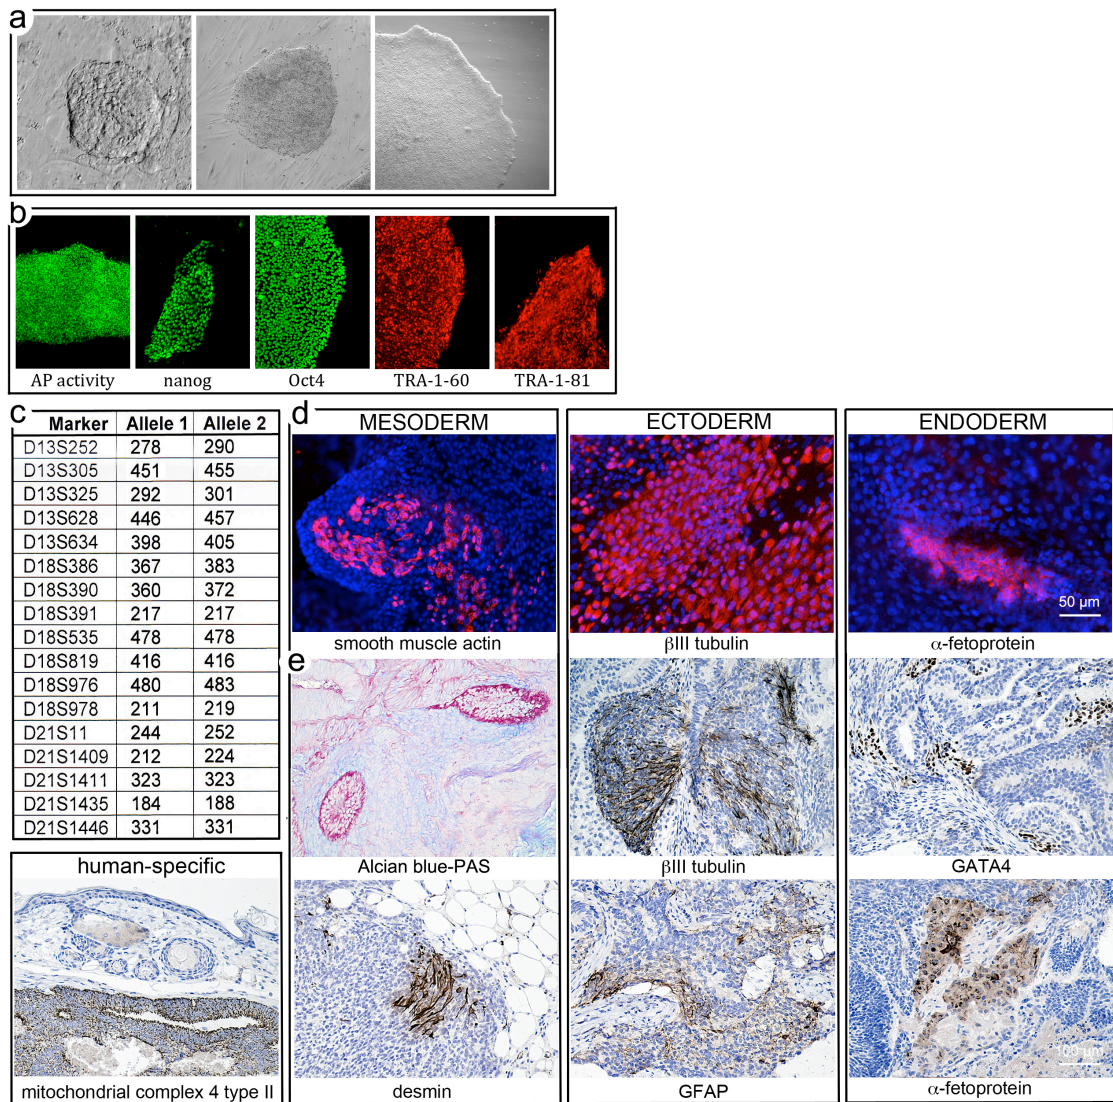 a
b
AP activity
nanog
Oct4
TRA-1-60
TRA-1-81
c
Marker Allele 1 Allele 2
D13S252 278 290
D13S305 451 455
D13S325 292 301
D13S628 446 457
D13S634 398 405
D18S386 367 383
D18S390 360 372
D18S391 217 217
D18S535 478 478
D18S819 416 416
D18S976 480 483
D18S978 211 219
D21S11 244 252
D21S1409 212 224
D21S1411 323 323
D21S1435 184 188
D21S1446 331 331
human-specific
mitochondrial complex 4 type II
d
MESODERM
ECTODERM
ENDODERM
50 µm
smooth muscle actin
βIII tubulin
α-fetoprotein
e
Alcian blue-PAS
βIII tubulin
GATA4
100 µm
desmin
GFAP
α-fetoprotein